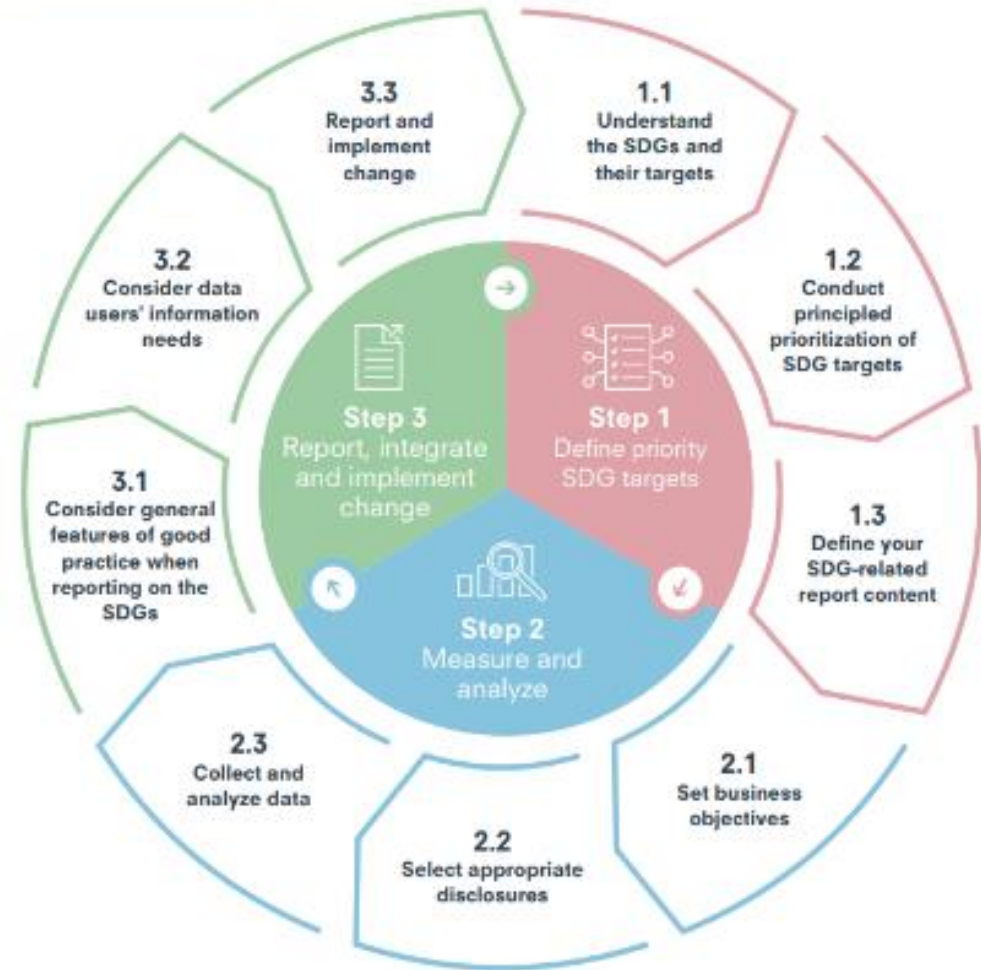 1.1
Understand
the SDGs and
their targets
1.2
Conduct
principled
prioritization of
SDG targets
1.3
Define your
SDG-related
report content
2.1
Set business
objectives
2.2
Select appropriate
disclosures
2.3
Collect and
analyze data
3.1
Consider general
features of good
practice when
reporting on the
SDGs
3.2
Consider data
users' information
needs
3.3
Report and
implement
change
Step 1
Define priority
SDG targets
Step 2
Measure and
analyze
Step 3
Report, integrate
and implement
change